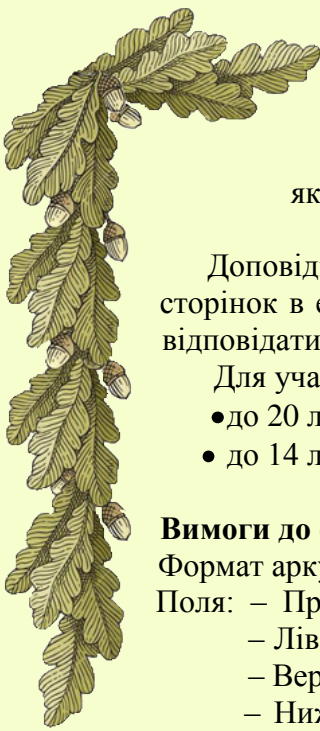 як
Доповід
сторінок в е
відповідати
Для уча
•до 20 л
• до 14 л
Вимоги до
Формат арку
Поля: – Пр
– Лів
– Вер
– Ниж